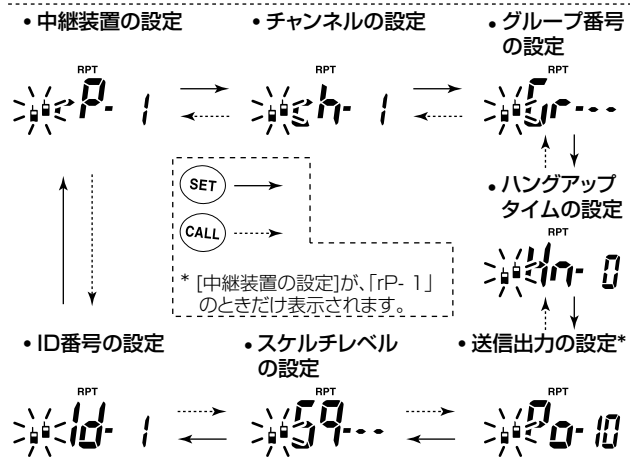 • 中継装置の設定
• チャンネルの設定
• グループ番号
の設定
RPT
rP- 1
RPT
Ch- 1
RPT
Gr---
SET
CALL
* [中継装置の設定]が、「rP- 1」
のときだけ表示されます。
• ハングアップ
タイムの設定
RPT
Hn- 0
• ID番号の設定
• スケルチレベル
の設定
• 送信出力の設定*
RPT
Id- 1
RPT
S9---
RPT
Po-10